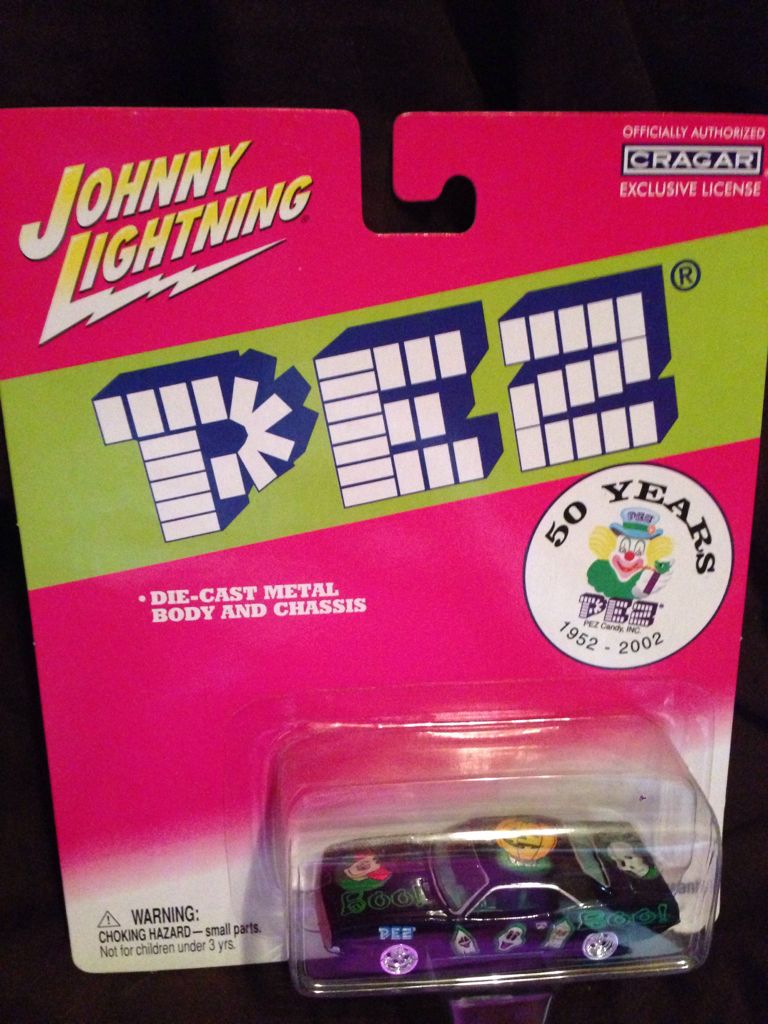 JOHNNY
LIGHTNING
OFFICIALLY AUTHORIZED
CRAGAR
EXCLUSIVE LICENSE
PEZ®
50 YEARS
PEZ
PEZ
PEZ Candy, INC.
1952 - 2002
• DIE-CAST METAL
BODY AND CHASSIS
BOO!
BOO!
PEZ
WARNING:
CHOKING HAZARD — small parts.
Not for children under 3 yrs.